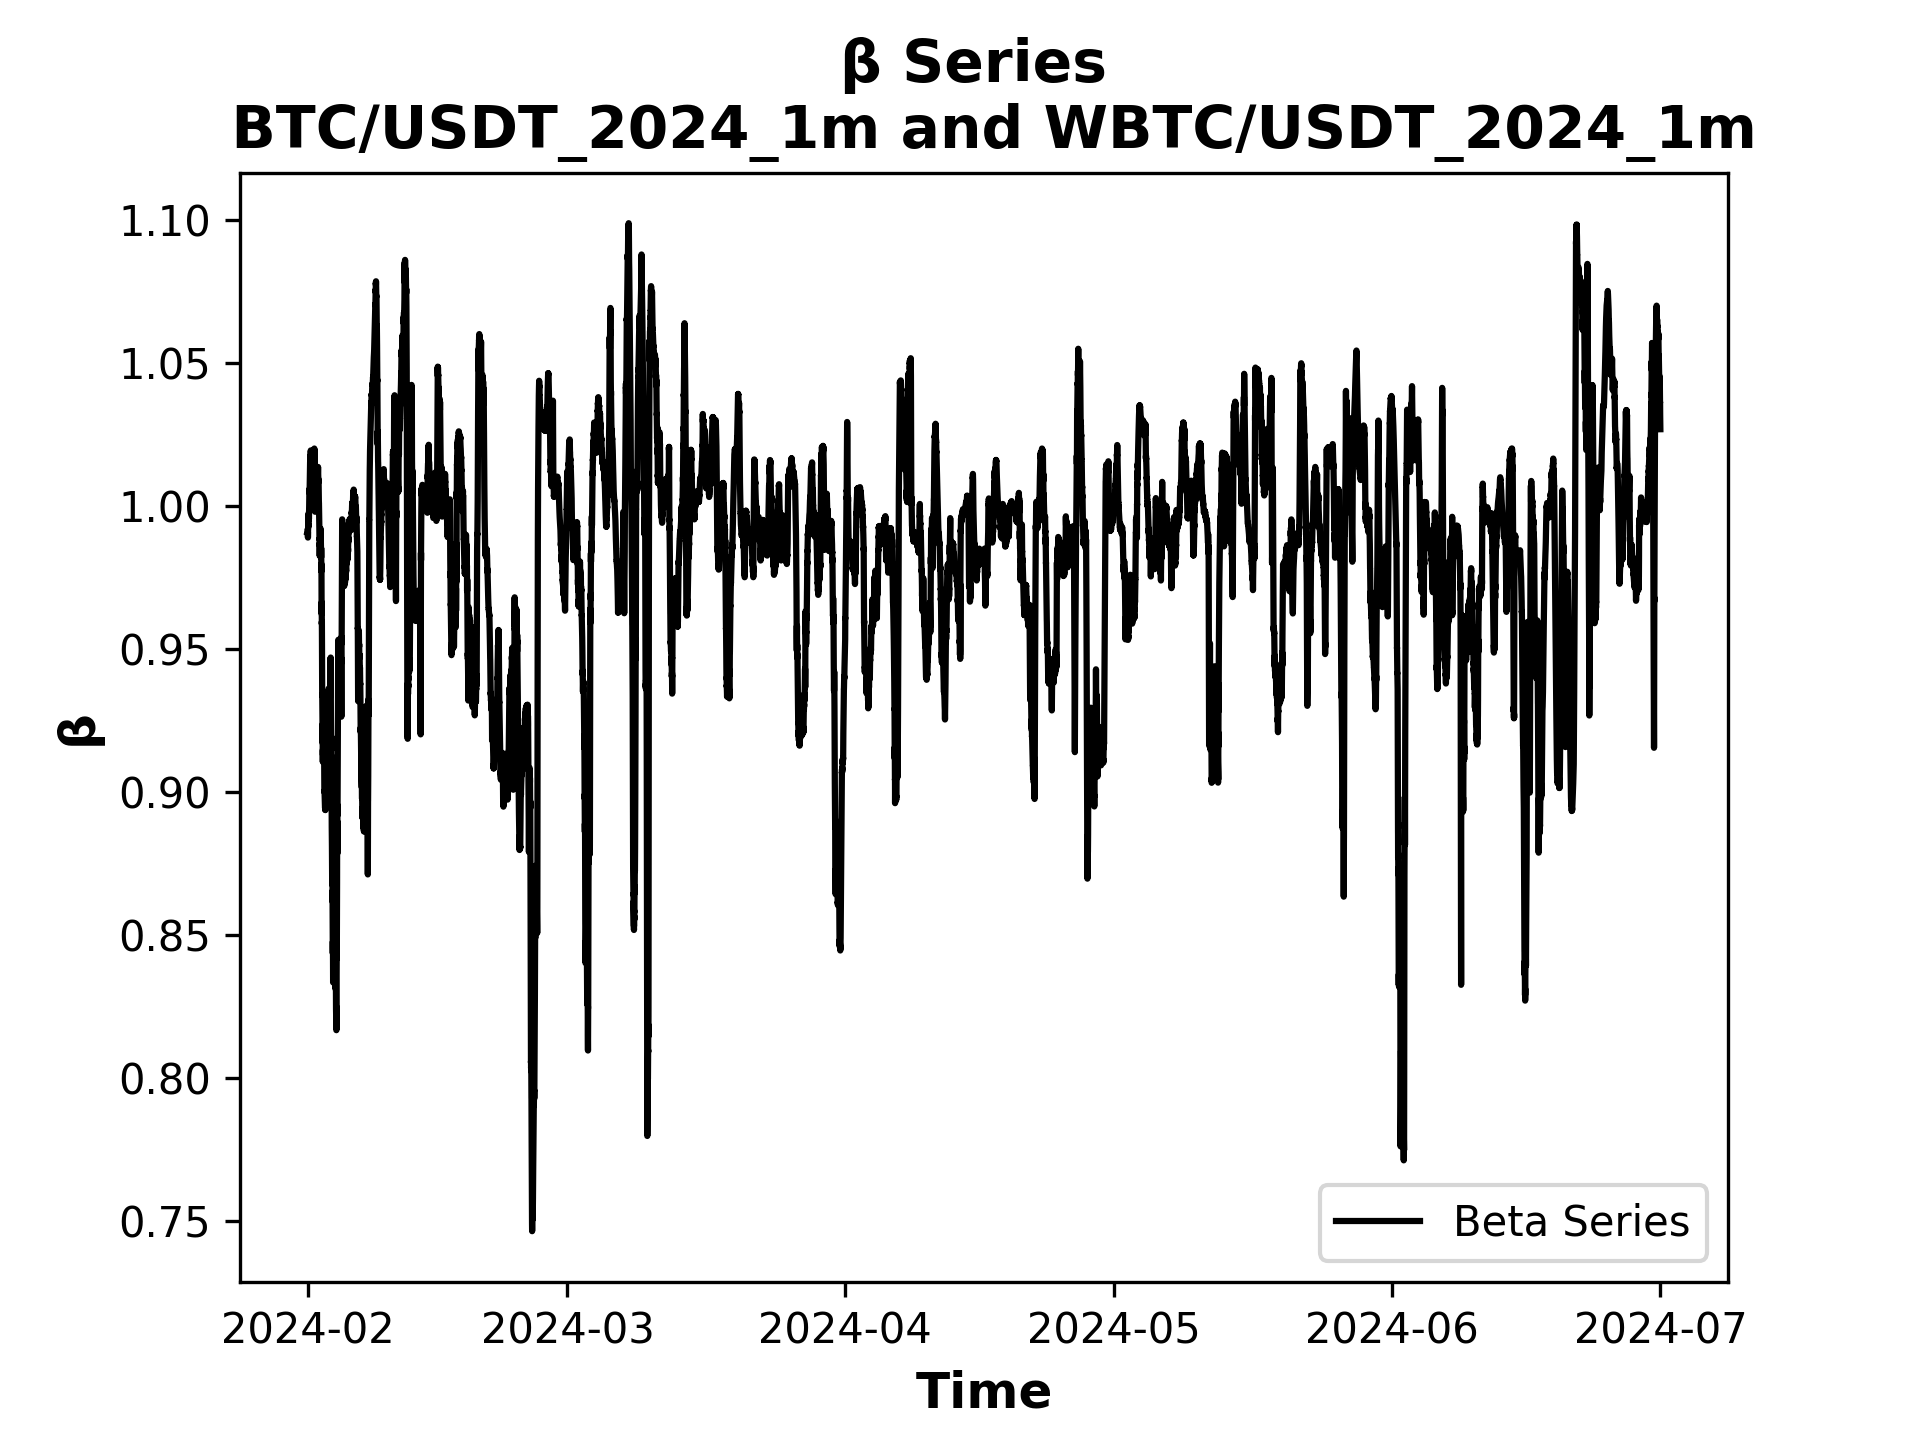 β Series
BTC/USDT_2024_1m and WBTC/USDT_2024_1m
1.10
1.05
1.00
0.95
0.90
0.85
0.80
0.75
β
Beta Series
2024-02 2024-03 2024-04 2024-05 2024-06 2024-07
Time